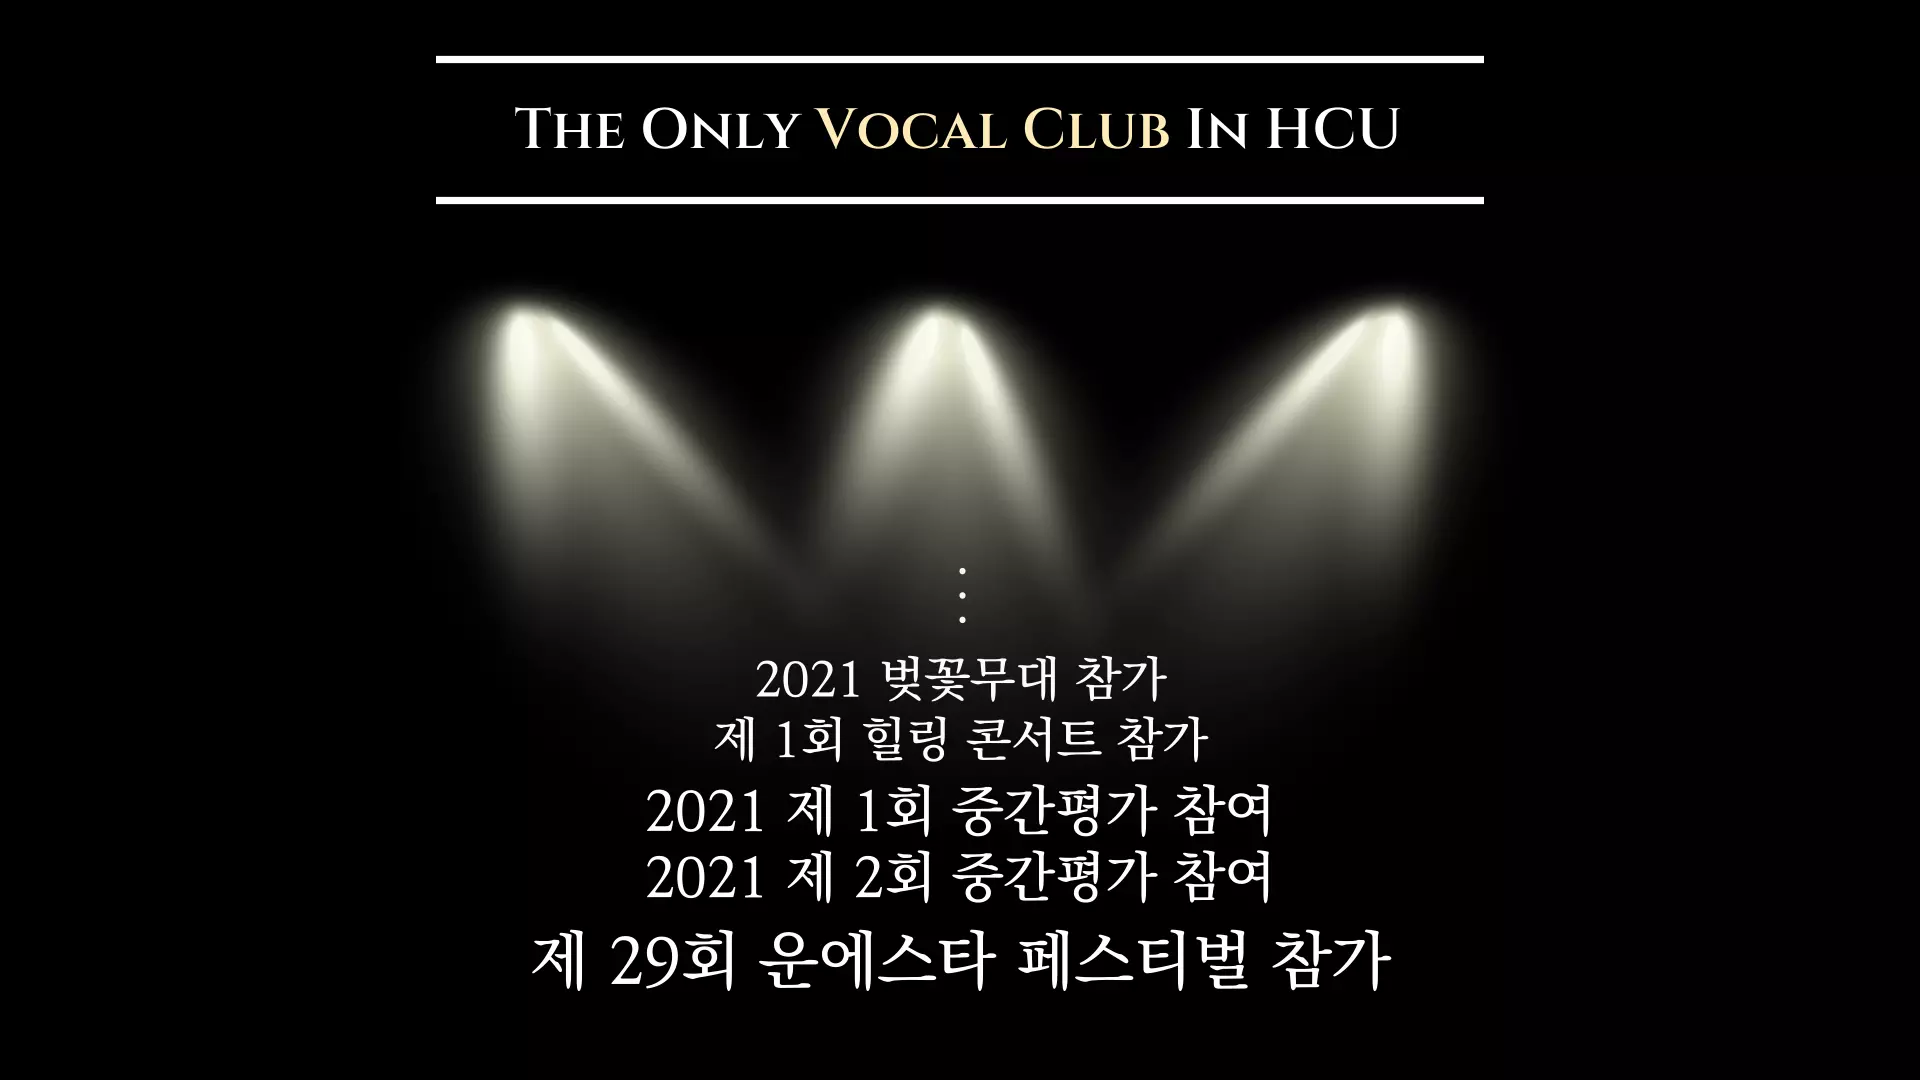 The Only Vocal Club In HCU
⋮
2021 벚꽃무대 참가
제 1회 힐링 콘서트 참가
2021 제 1회 중간평가 참여
2021 제 2회 중간평가 참여
제 29회 운에스타 페스티벌 참가